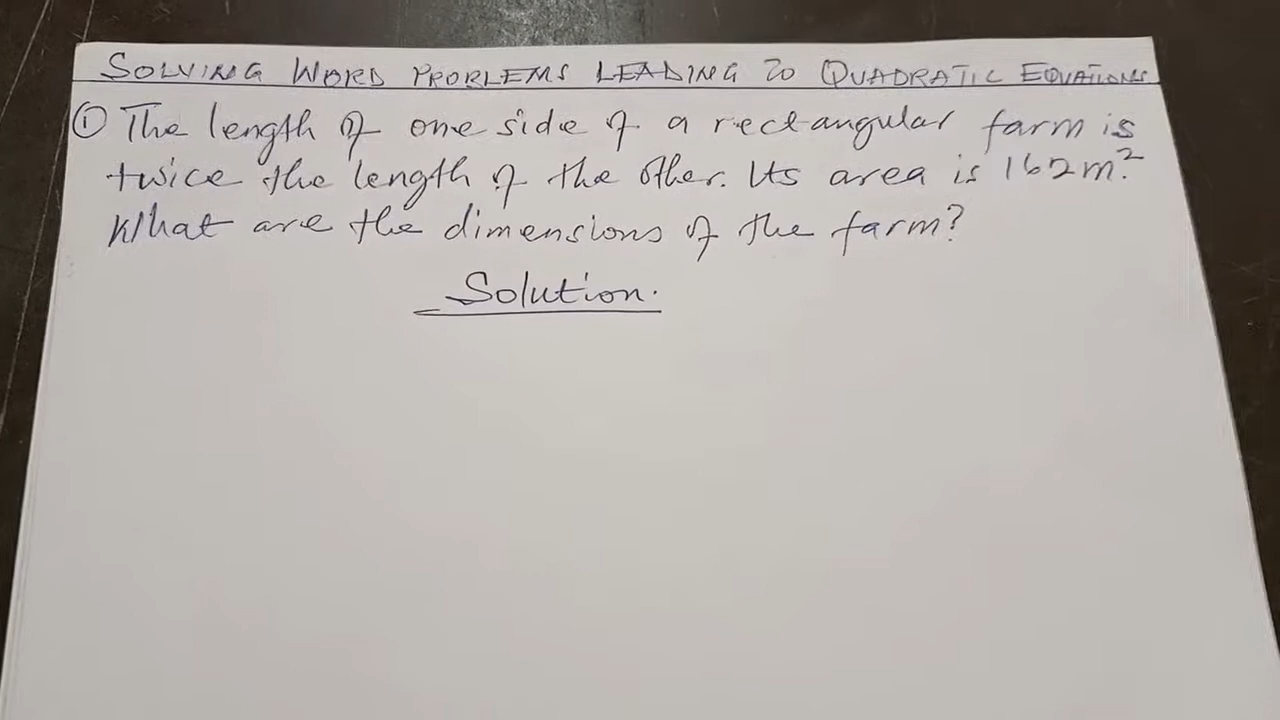 SOLVING WORD PROBLEMS LEADING TO QUADRATIC EQUATIONS
① The length of one side of a rectangular farm is
twice the length of the other. Its area is 162m².
What are the dimensions of the farm?
Solution.